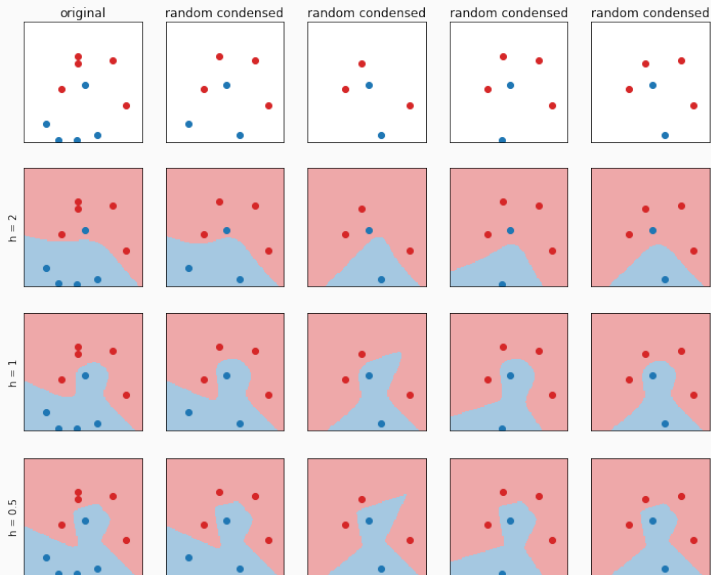 original
random condensed
random condensed
random condensed
random condensed
h = 2
h = 1
h = 0.5